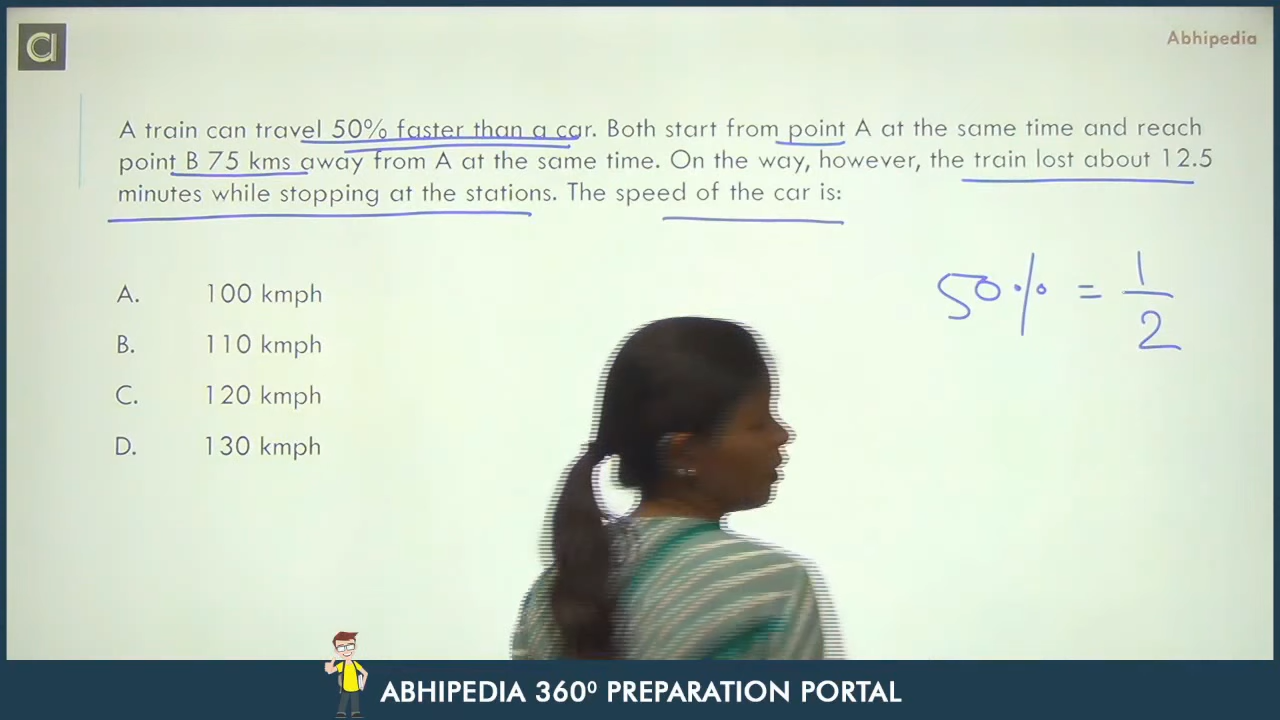 Abhipedia
A train can travel 50% faster than a car. Both start from point A at the same time and reach
point B 75 kms away from A at the same time. On the way, however, the train lost about 12.5
minutes while stopping at the stations. The speed of the car is:
50% = 1/2
A. 100 kmph
B. 110 kmph
C. 120 kmph
D. 130 kmph
ABHIPEDIA 360⁰ PREPARATION PORTAL